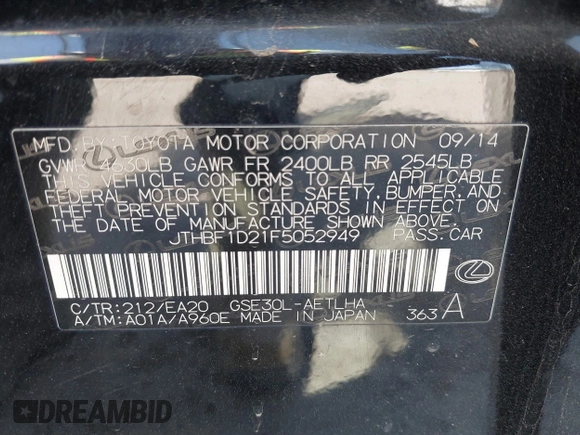 MFD. BY: TOYOTA MOTOR CORPORATION 09/14
GVWR 4630LB GAWR FR 2400LB RR 2545LB
THIS VEHICLE CONFORMS TO ALL APPLICABLE
FEDERAL MOTOR VEHICLE SAFETY, BUMPER, AND
THEFT PREVENTION STANDARDS IN EFFECT ON
THE DATE OF MANUFACTURE SHOWN ABOVE.
JTHBF1D21F5052949 PASS.CAR
C/TR:212/EA20 GSE30L-AETLHA
A/TM:A01A/A960E MADE IN JAPAN 363 A
DREAMBID